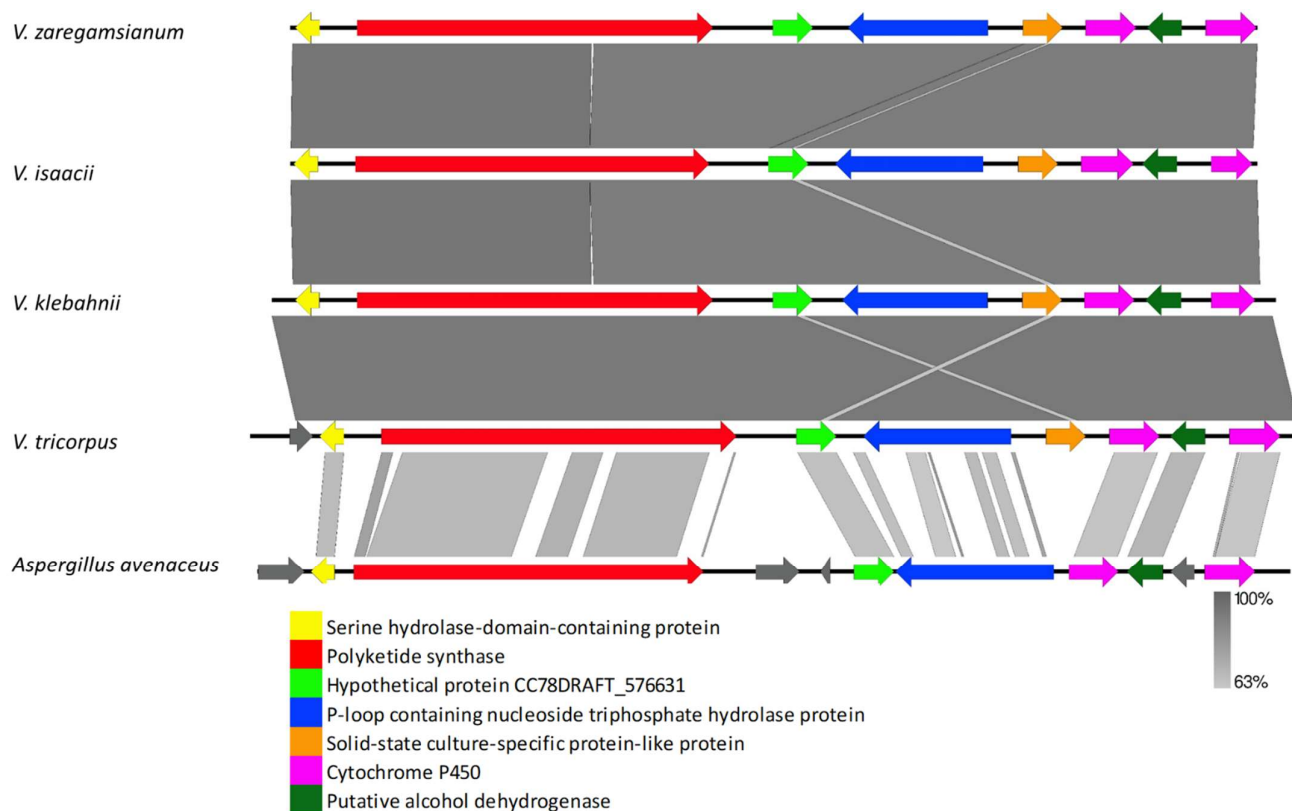 V. zaregamsianum
V. isaacii
V. klebahnii
V. tricorpus
Aspergillus avenaceus
100%
63%
Serine hydrolase-domain-containing protein
Polyketide synthase
Hypothetical protein CC78DRAFT_576631
P-loop containing nucleoside triphosphate hydrolase protein
Solid-state culture-specific protein-like protein
Cytochrome P450
Putative alcohol dehydrogenase